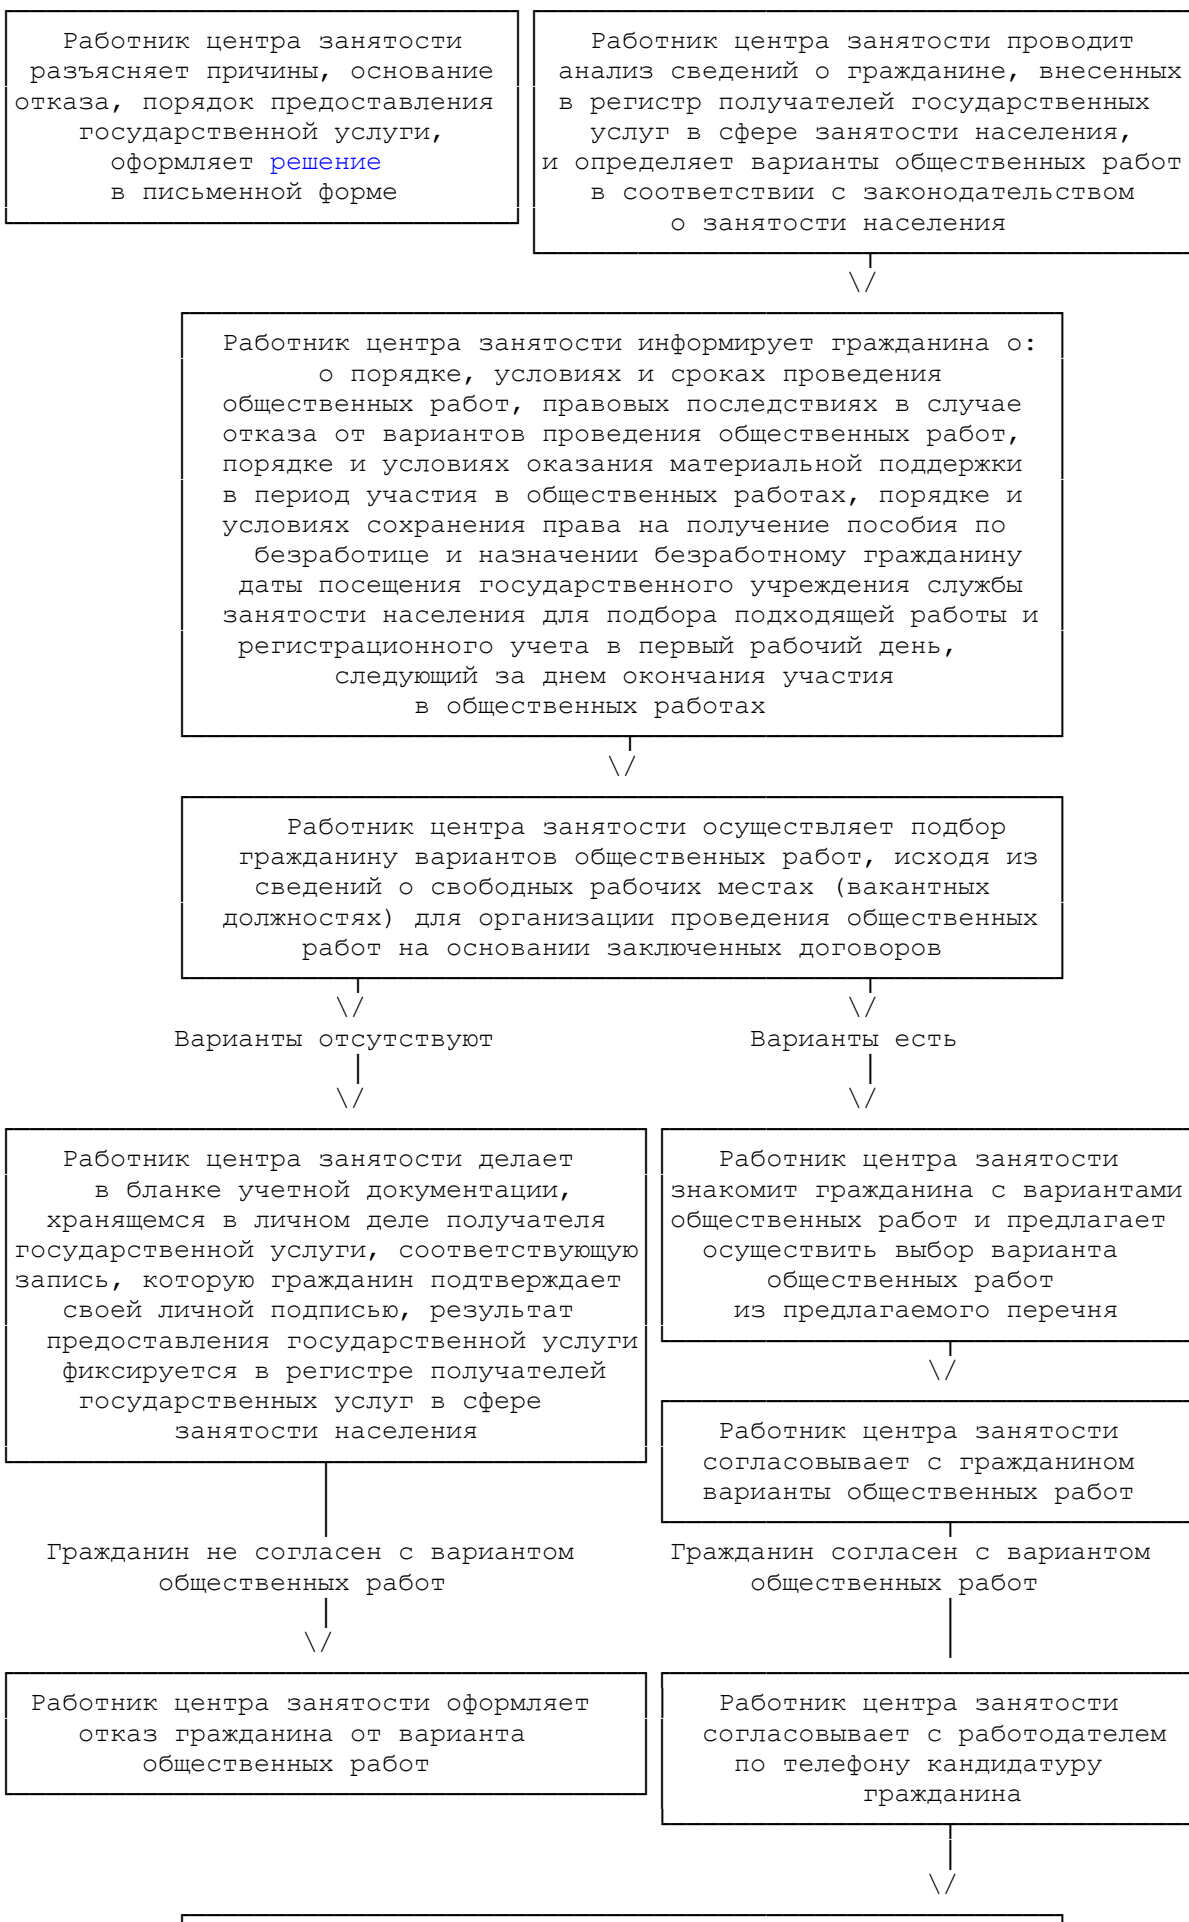 Работник центра занятости
разъясняет причины, основание
отказа, порядок предоставления
государственной услуги,
оформляет решение
в письменной форме
Работник центра занятости проводит
анализ сведений о гражданине, внесенных
в регистр получателей государственных
услуг в сфере занятости населения,
и определяет варианты общественных работ
в соответствии с законодательством
о занятости населения
Работник центра занятости информирует гражданина о:
о порядке, условиях и сроках проведения
общественных работ, правовых последствиях в случае
отказа от вариантов проведения общественных работ,
порядке и условиях оказания материальной поддержки
в период участия в общественных работах, порядке и
условиях сохранения права на получение пособия по
безработице и назначении безработному гражданину
даты посещения государственного учреждения службы
занятости населения для подбора подходящей работы и
регистрационного учета в первый рабочий день,
следующий за днем окончания участия
в общественных работах
Работник центра занятости осуществляет подбор
гражданину вариантов общественных работ, исходя из
сведений о свободных рабочих местах (вакантных
должностях) для организации проведения общественных
работ на основании заключенных договоров
Варианты отсутствуют
Варианты есть
Работник центра занятости делает
в бланке учетной документации,
хранящемся в личном деле получателя
государственной услуги, соответствующую
запись, которую гражданин подтверждает
своей личной подписью, результат
предоставления государственной услуги
фиксируется в регистре получателей
государственных услуг в сфере
занятости населения
Работник центра занятости
знакомит гражданина с вариантами
общественных работ и предлагает
осуществить выбор варианта
общественных работ
из предлагаемого перечня
Работник центра занятости
согласовывает с гражданином
варианты общественных работ
Гражданин не согласен с вариантом
общественных работ
Гражданин согласен с вариантом
общественных работ
Работник центра занятости оформляет
отказ гражданина от варианта
общественных работ
Работник центра занятости
согласовывает с работодателем
по телефону кандидатуру
гражданина